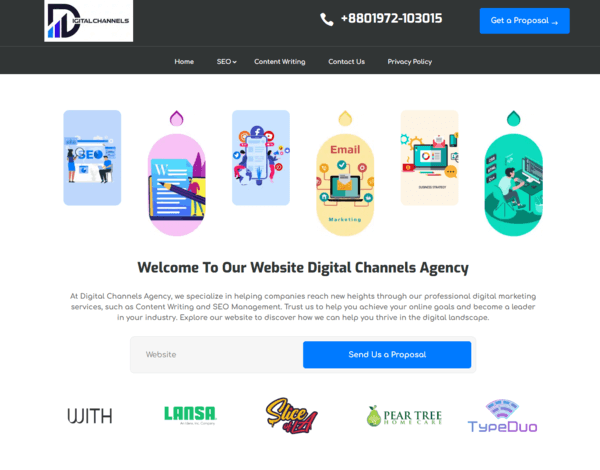 DIGITALCHANNELS
+8801972-103015
Get a Proposal →
Home
SEO
Content Writing
Contact Us
Privacy Policy
SEO
W
Email
Marketing
BUSINESS STRATEGY
Welcome To Our Website Digital Channels Agency
At Digital Channels Agency, we specialize in helping companies reach new heights through our professional digital marketing
services, such as Content Writing and SEO Management. Trust us to help you achieve your online goals and become a leader
in your industry. Explore our website to discover how we can help you thrive in the digital landscape.
Website
Send Us a Proposal
WITH
LANSA
Slice
PEAR TREE
HOME CARE
TypeDuo